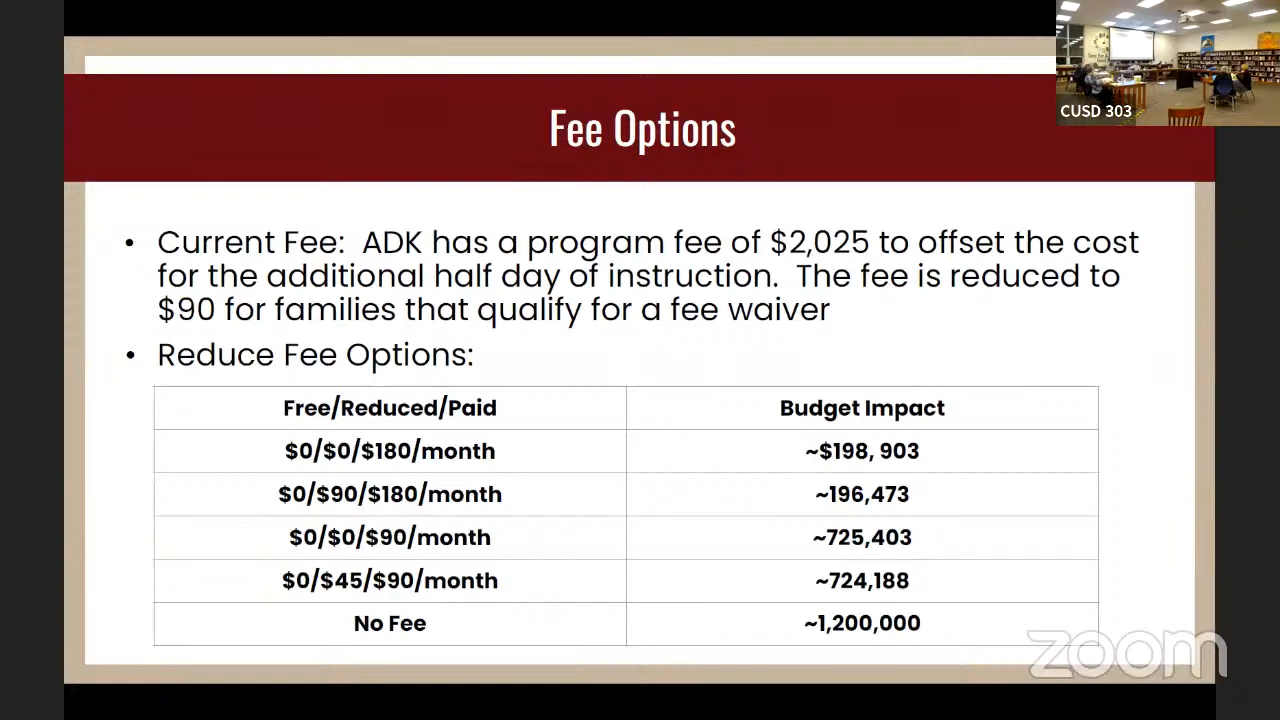 Fee Options
CUSD 303
• Current Fee:  ADK has a program fee of $2,025 to offset the cost
for the additional half day of instruction.  The fee is reduced to
$90 for families that qualify for a fee waiver
• Reduce Fee Options:
Free/Reduced/Paid Budget Impact
$0/$0/$180/month ~$198, 903
$0/$90/$180/month ~196,473
$0/$0/$90/month ~725,403
$0/$45/$90/month ~724,188
No Fee ~1,200,000
zoom